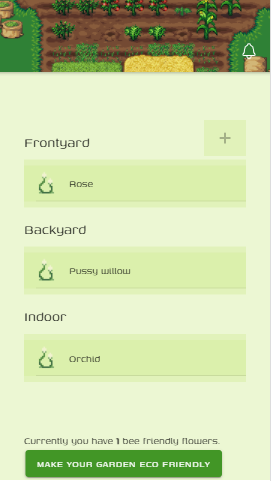 Frontyard
+
Rose
Backyard
Pussy willow
Indoor
Orchid
Currently you have 1 bee friendly flowers.
MAKE YOUR GARDEN ECO FRIENDLY